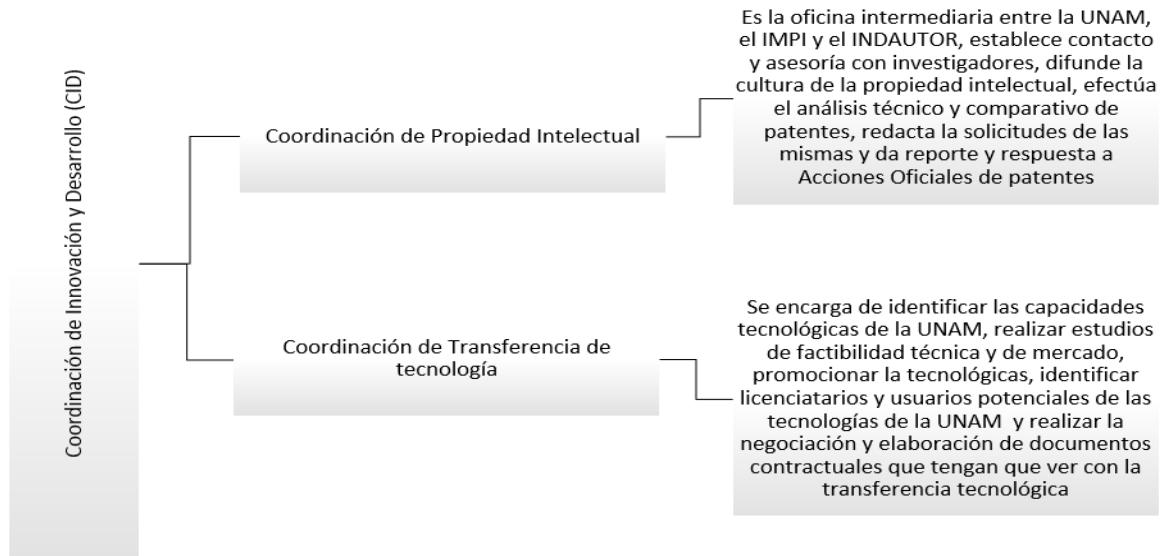 Coordinación de Innovación y Desarrollo (CID)
Coordinación de Propiedad Intelectual
Es la oficina intermediaria entre la UNAM,
el IMPI y el INDAUTOR, establece contacto
y asesoría con investigadores, difunde la
cultura de la propiedad intelectual, efectúa
el análisis técnico y comparativo de
patentes, redacta la solicitudes de las
mismas y da reporte y respuesta a
Acciones Oficiales de patentes
Coordinación de Transferencia de
tecnología
Se encarga de identificar las capacidades
tecnológicas de la UNAM, realizar estudios
de factibilidad técnica y de mercado,
promocionar la tecnológicas, identificar
licenciatarios y usuarios potenciales de las
tecnologías de la UNAM  y realizar la
negociación y elaboración de documentos
contractuales que tengan que ver con la
transferencia tecnológica